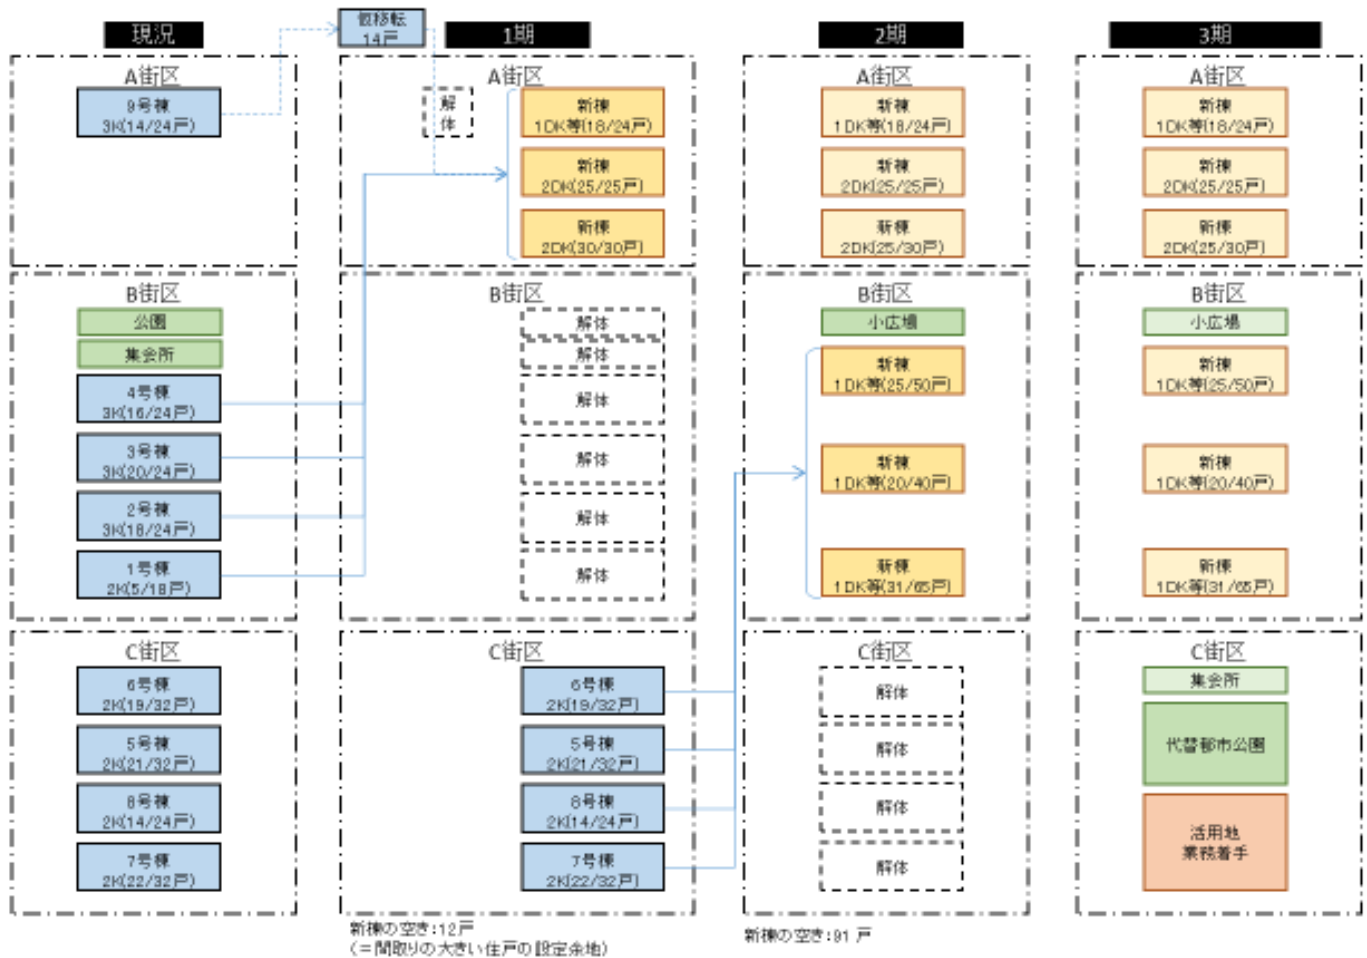 現況
仮移転
14戸
1期
2期
3期
A街区
9号棟
3K(14/24戸)
B街区
公園
集会所
4号棟
3K(16/24戸)
3号棟
3K(20/24戸)
2号棟
3K(18/24戸)
1号棟
2K(5/18戸)
C街区
6号棟
2K(19/32戸)
5号棟
2K(21/32戸)
8号棟
2K(14/24戸)
7号棟
2K(22/32戸)
A街区
解
体
新棟
1DK等(18/24戸)
新棟
2DK(25/25戸)
新棟
2DK(30/30戸)
B街区
解体
解体
解体
解体
解体
解体
C街区
6号棟
2K(19/32戸)
5号棟
2K(21/32戸)
8号棟
2K(14/24戸)
7号棟
2K(22/32戸)
新棟の空き:12戸
(=間取りの大きい住戸の設定余地)
A街区
新棟
1DK等(18/24戸)
新棟
2DK(25/25戸)
新棟
2DK(25/30戸)
B街区
小広場
新棟
1DK等(25/50戸)
新棟
1DK等(20/40戸)
新棟
1DK等(31/65戸)
C街区
解体
解体
解体
解体
新棟の空き:91戸
A街区
新棟
1DK等(18/24戸)
新棟
2DK(25/25戸)
新棟
2DK(25/30戸)
B街区
小広場
新棟
1DK等(25/50戸)
新棟
1DK等(20/40戸)
新棟
1DK等(31/65戸)
C街区
集会所
代替都市公園
活用地
業務着手